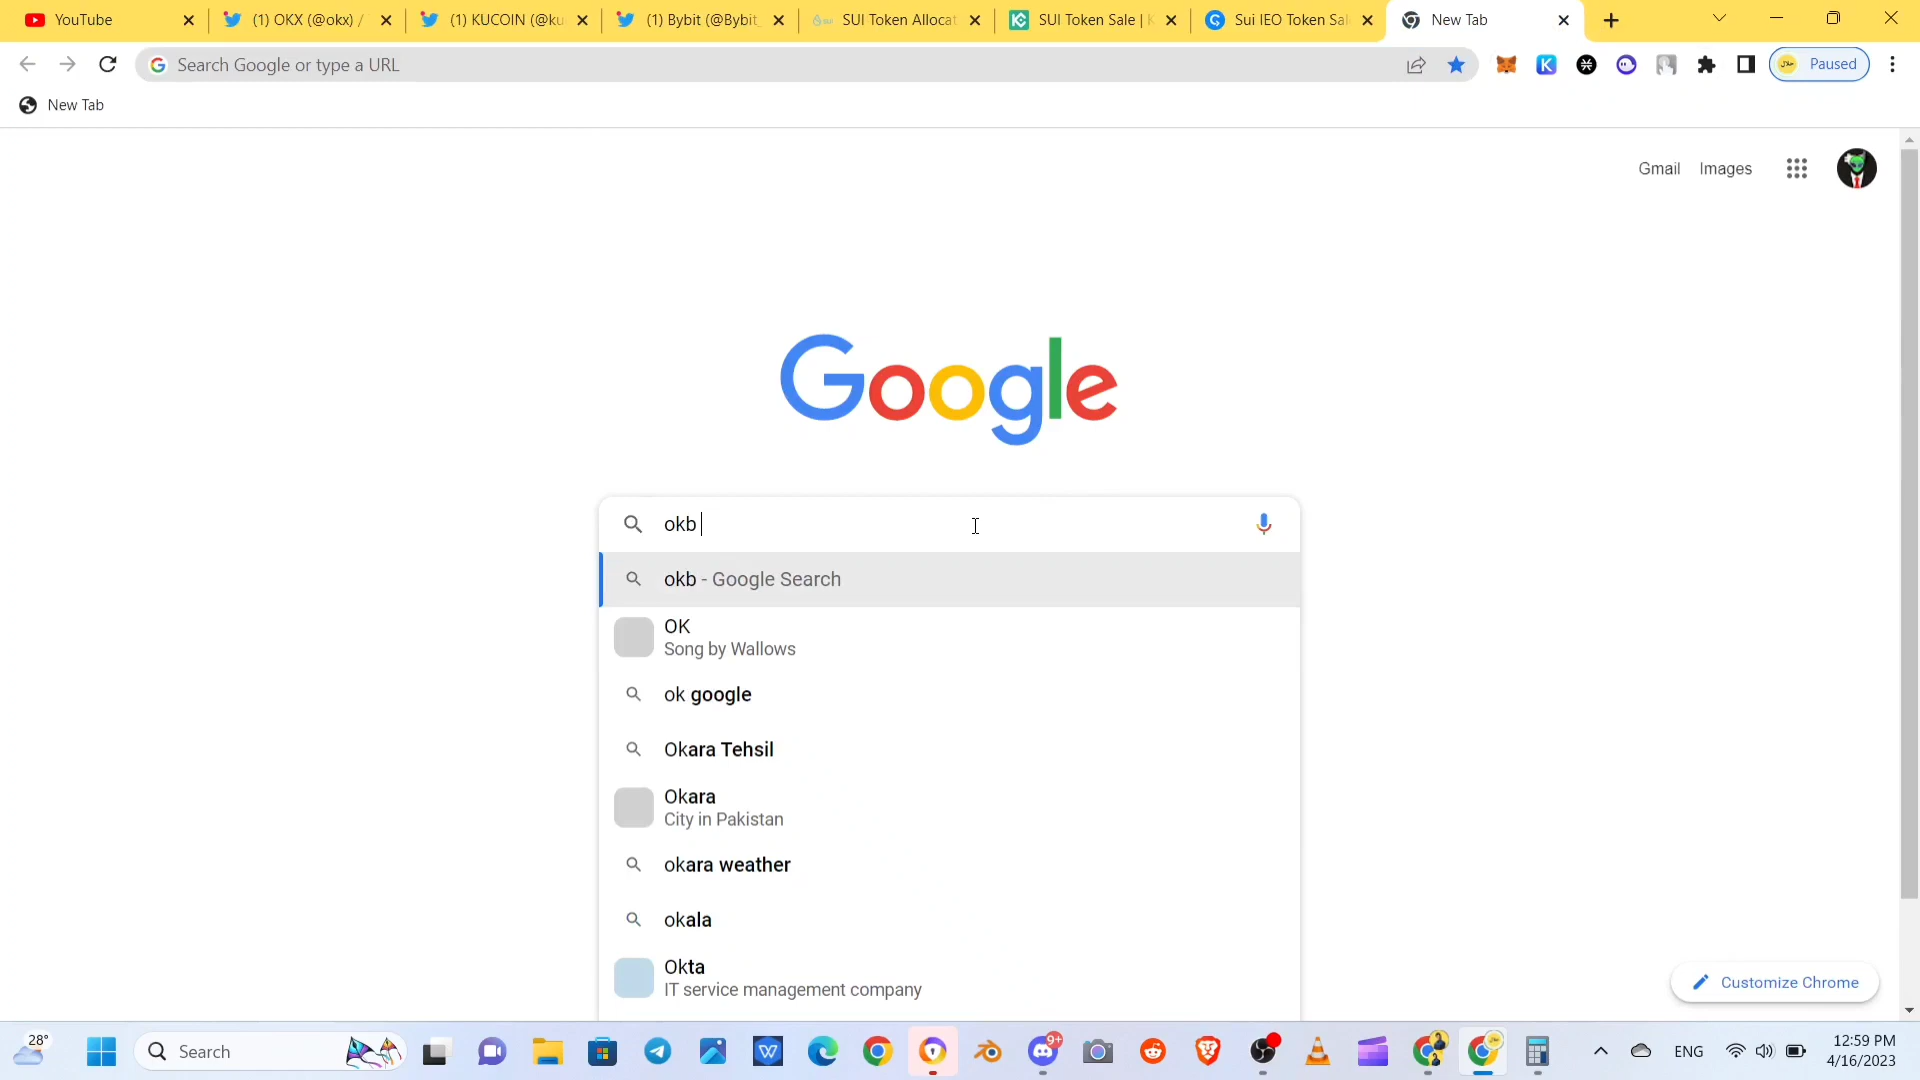 YouTube
(1) OKX (@okx) /
(1) KUCOIN (@ku
(1) Bybit (@Bybit_
SUI Token Allocat
SUI Token Sale | K
Sui IEO Token Sal
New Tab
Search Google or type a URL
Paused
New Tab
Gmail
Images
Google
okb
okb - Google Search
OK
Song by Wallows
ok google
Okara Tehsil
Okara
City in Pakistan
okara weather
okala
Okta
IT service management company
Customize Chrome
28°
Search
9+
ENG
12:59 PM
4/16/2023